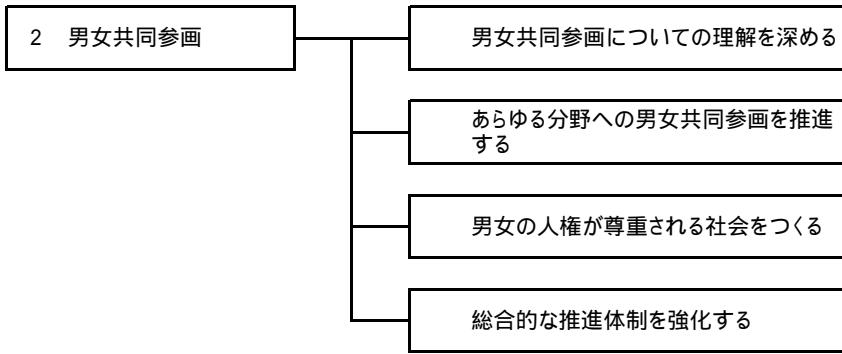 2 男女共同参画
男女共同参画についての理解を深める
あらゆる分野への男女共同参画を推進
する
男女の人権が尊重される社会をつくる
総合的な推進体制を強化する